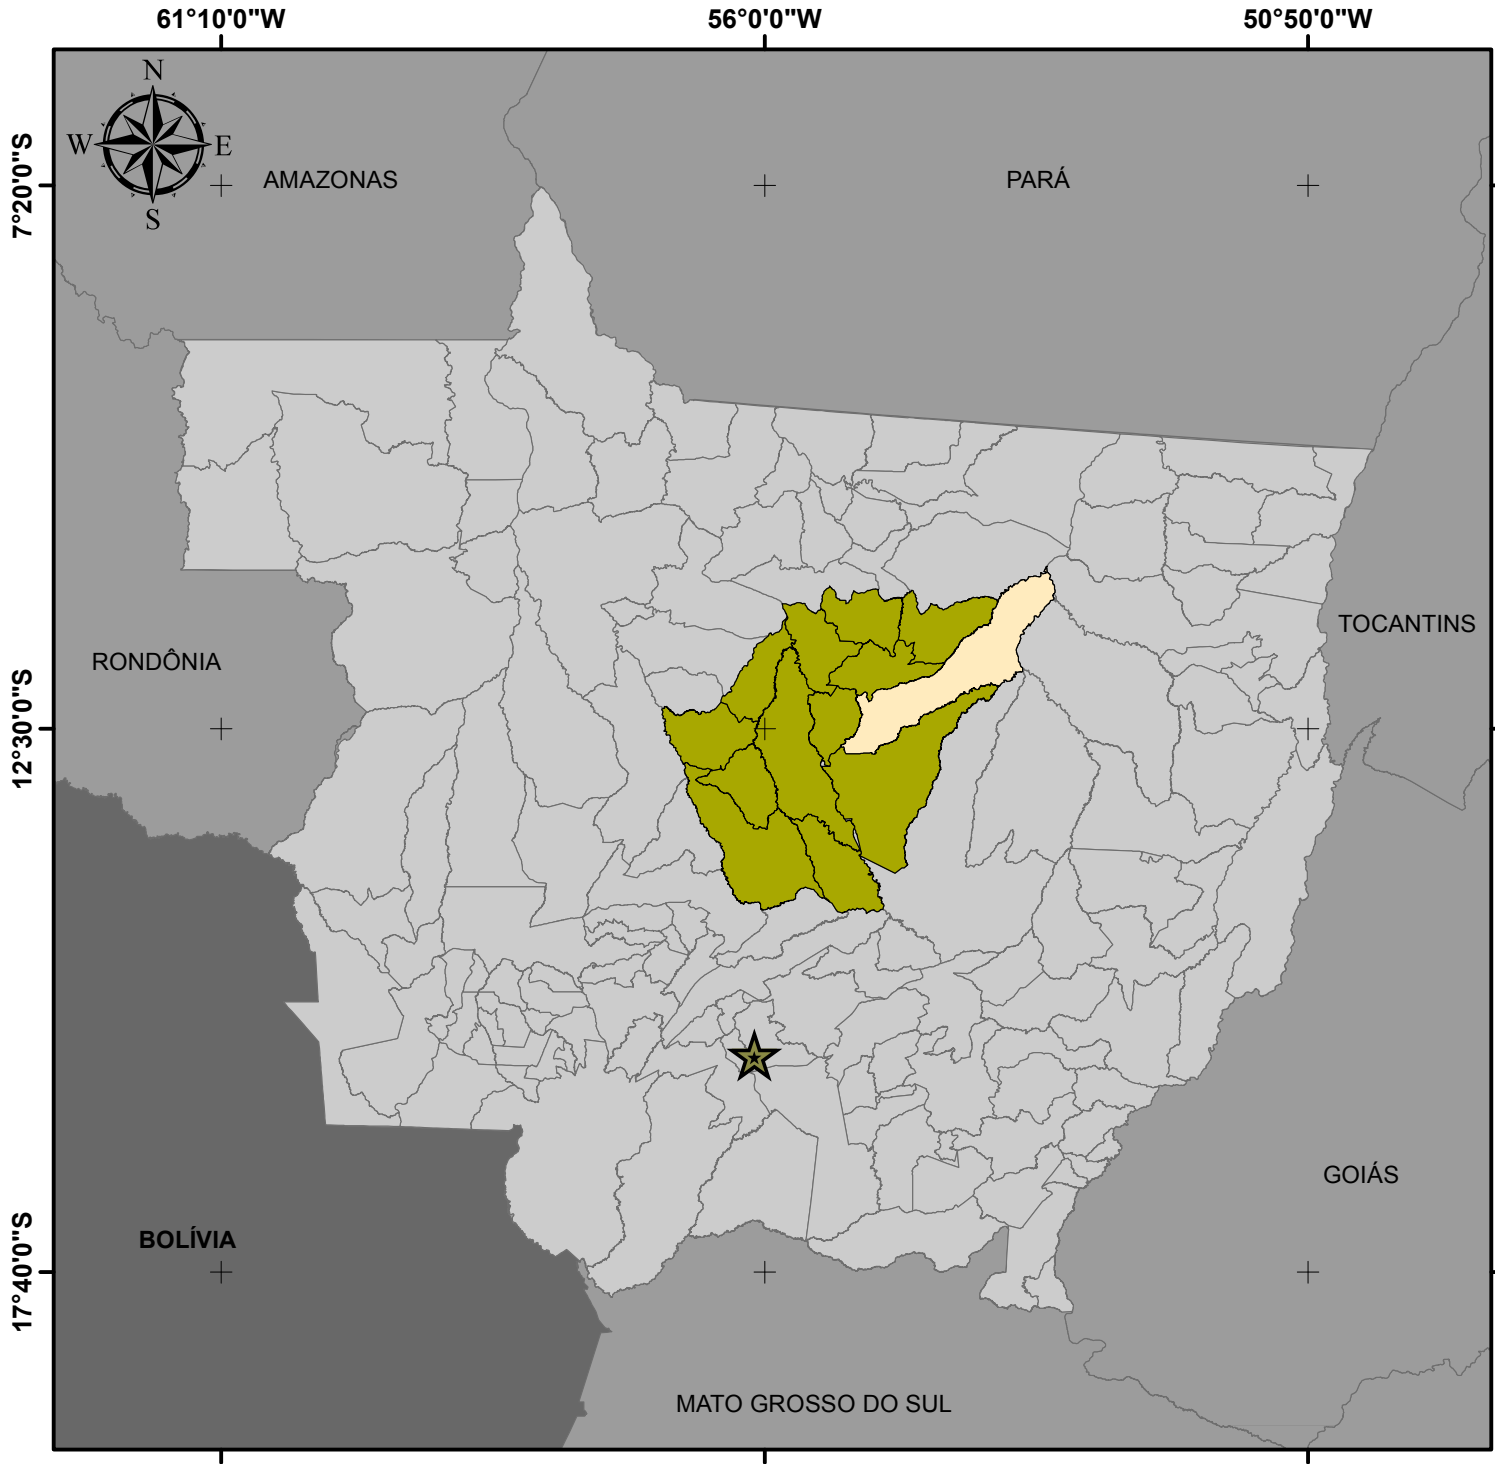 61°10'0"W 56°0'0"W 50°50'0"W
N
W E
S
7°20'0"S
AMAZONAS
PARÁ
TOCANTINS
RONDÔNIA
12°30'0"S
GOIÁS
BOLÍVIA
17°40'0"S
MATO GROSSO DO SUL